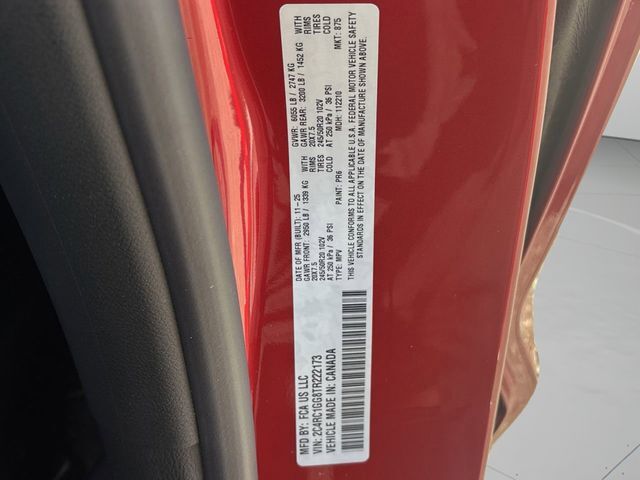 MFD BY: FCA US LLC
DATE OF MFR (BUILT): 11-25
GVWR: 6055 LB / 2747 KG
GAWR FRONT: 2950 LB / 1339 KG
WITH
GAWR REAR: 3200 LB / 1452 KG
WITH
20X7.5
RIMS
20X7.5
RIMS
245/50R20 102V
TIRES
245/50R20 102V
TIRES
AT 250 kPa / 36 PSI
COLD
AT 250 kPa / 36 PSI
COLD
VIN: 2C4RC1GG8TR222173
TYPE: MPV
PAINT: PR6
MDH: 112210
MKT: 875
VEHICLE MADE IN: CANADA
THIS VEHICLE CONFORMS TO ALL APPLICABLE U.S.A. FEDERAL MOTOR VEHICLE SAFETY
STANDARDS IN EFFECT ON THE DATE OF MANUFACTURE SHOWN ABOVE.